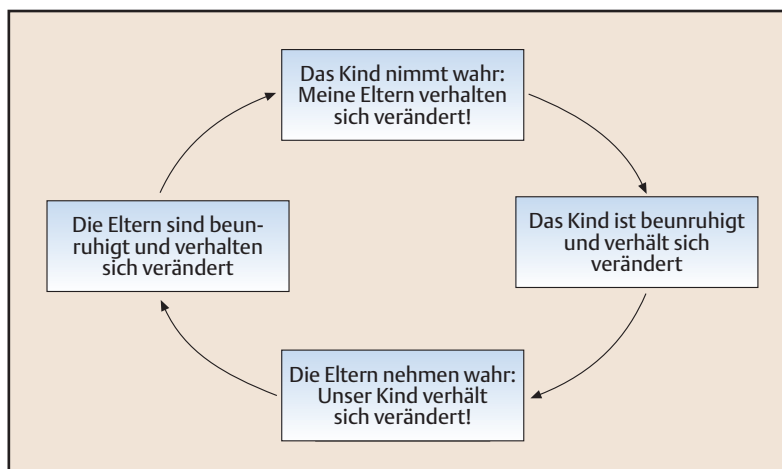 Das Kind nimmt wahr:
Meine Eltern verhalten
sich verändert!
Das Kind ist beunruhigt
und verhält sich
verändert
Die Eltern nehmen wahr:
Unser Kind verhält
sich verändert!
Die Eltern sind beun-
ruhigt und verhalten
sich verändert